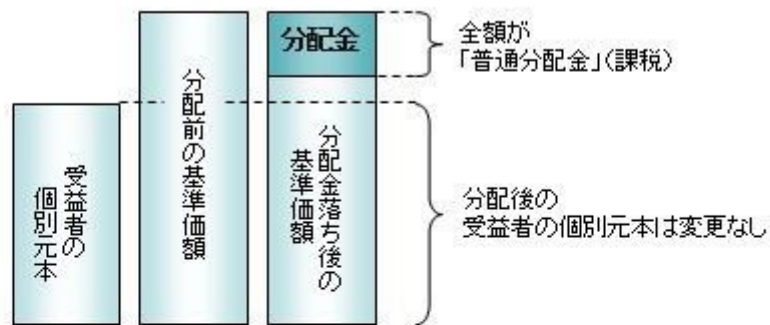 受益者の
個別元本
分配前の基準価額
分配金
分配金落ち後の
基準価額
全額が
「普通分配金」(課税)
分配後の
受益者の個別元本は変更なし